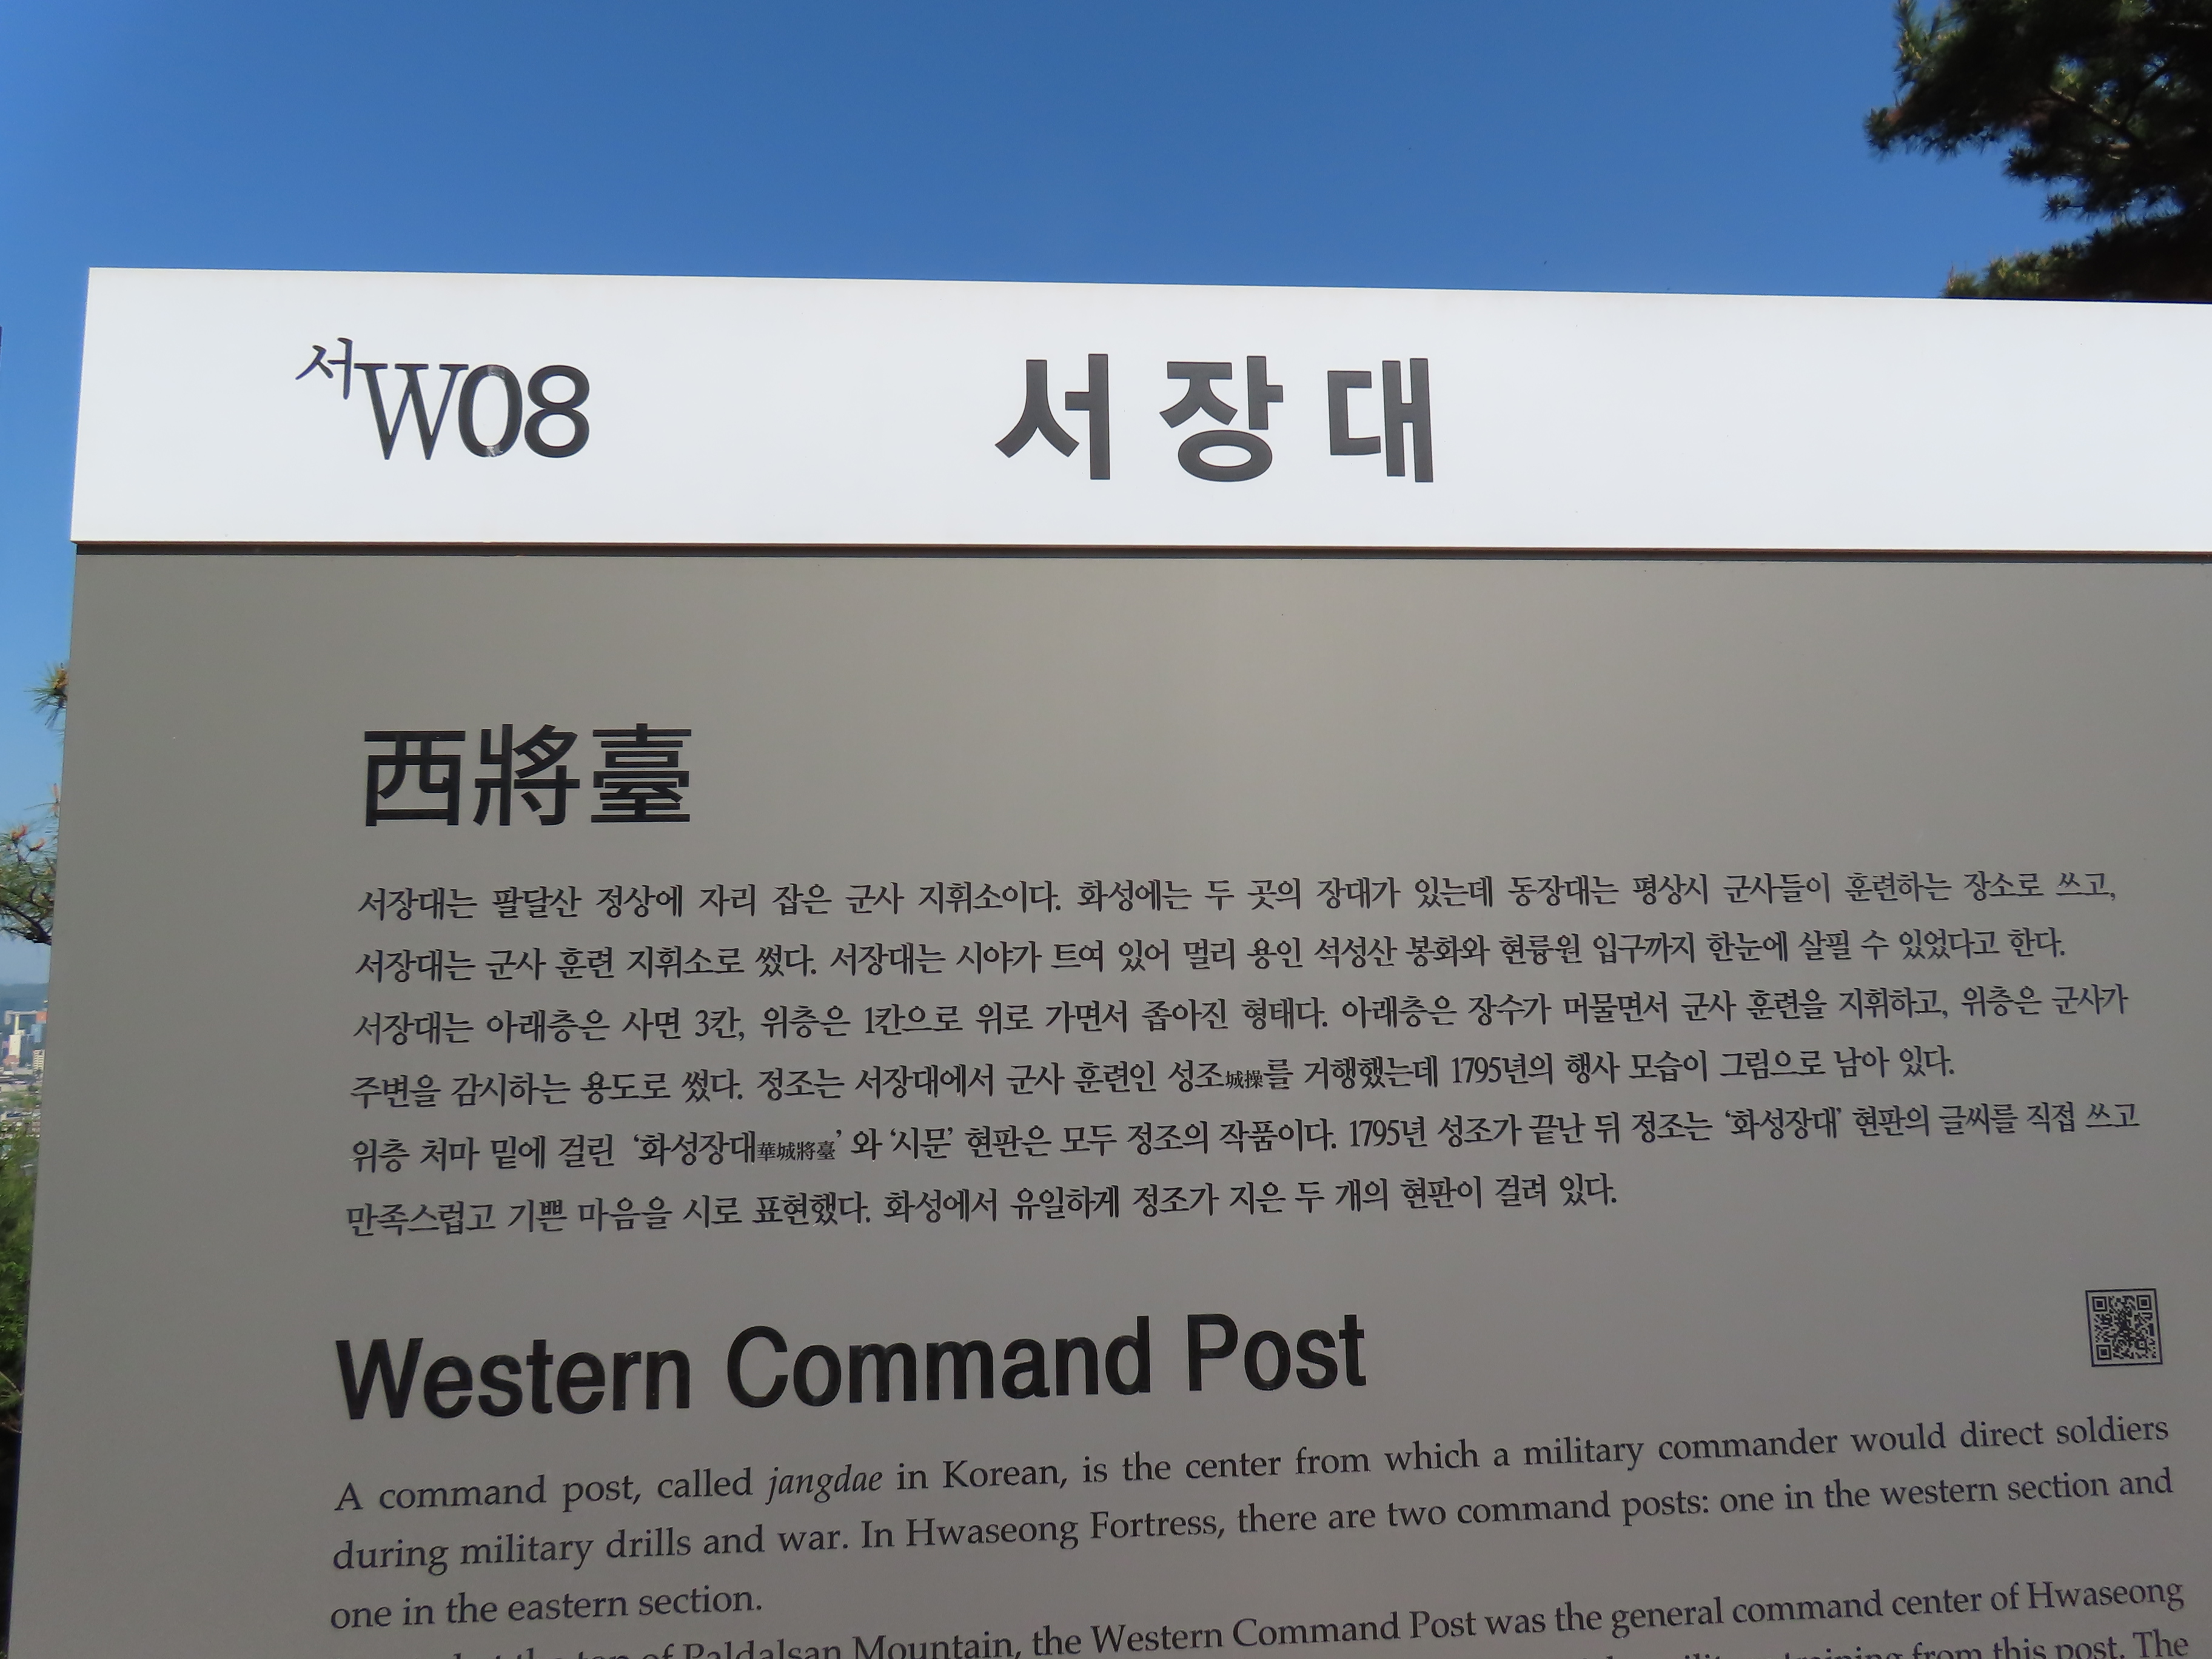 서W08
서장대
西將臺
서장대는 팔달산 정상에 자리 잡은 군사 지휘소이다. 화성에는 두 곳의 장대가 있는데 동장대는 평상시 군사들이 훈련하는 장소로 쓰고,
서장대는 군사 훈련 지휘소로 썼다. 서장대는 시야가 트여 있어 멀리 용인 석성산 봉화와 현륭원 입구까지 한눈에 살필 수 있었다고 한다.
서장대는 아래층은 사면 3칸, 위층은 1칸으로 위로 가면서 좁아진 형태다. 아래층은 장수가 머물면서 군사 훈련을 지휘하고, 위층은 군사가
주변을 감시하는 용도로 썼다. 정조는 서장대에서 군사 훈련인 성조城操를 거행했는데 1795년의 행사 모습이 그림으로 남아 있다.
위층 처마 밑에 걸린 ‘화성장대華城將臺’와 ‘시문’ 현판은 모두 정조의 작품이다. 1795년 성조가 끝난 뒤 정조는 ‘화성장대’ 현판의 글씨를 직접 쓰고
만족스럽고 기쁜 마음을 시로 표현했다. 화성에서 유일하게 정조가 지은 두 개의 현판이 걸려 있다.
Western Command Post
A command post, called jangdae in Korean, is the center from which a military commander would direct soldiers
during military drills and war. In Hwaseong Fortress, there are two command posts: one in the western section and
one in the eastern section.
at the top of Paldalsan Mountain, the Western Command Post was the general command center of Hwaseong
training from this post. The